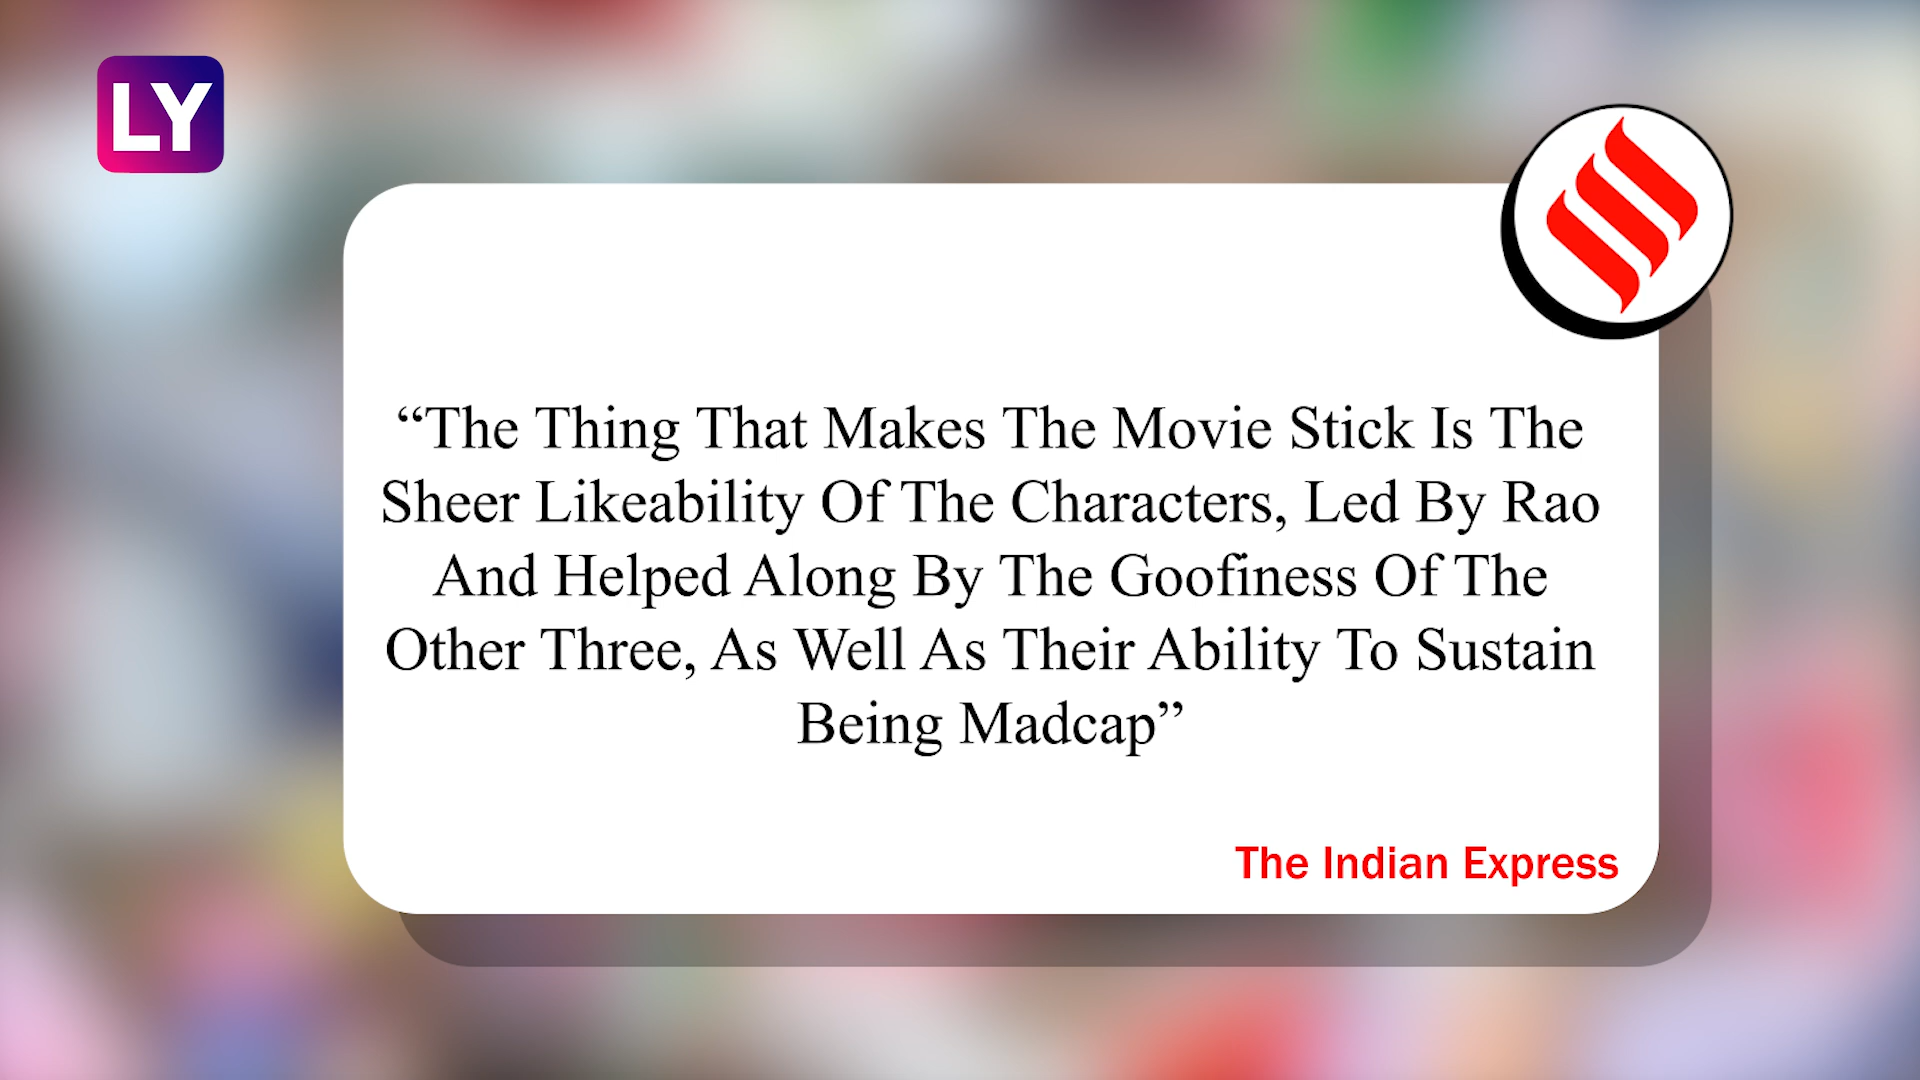 LY
“The Thing That Makes The Movie Stick Is The
Sheer Likeability Of The Characters, Led By Rao
And Helped Along By The Goofiness Of The
Other Three, As Well As Their Ability To Sustain
Being Madcap”
The Indian Express